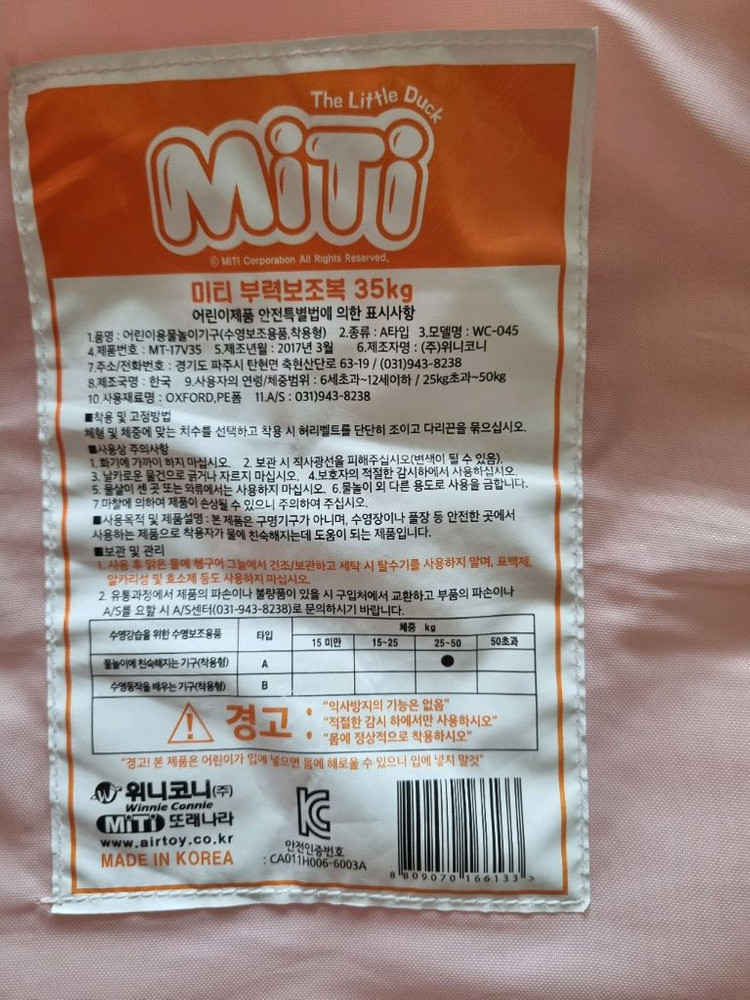 The Little Duck
MiTi
© MITI Corporation All Rights Reserved.
미티 부력보조복 35kg
어린이제품 안전특별법에 의한 표시사항
1.품명 : 어린이용물놀이기구(수영보조용품,착용형) 2.종류 : A타입 3.모델명 : WC-045
4.제품번호 : MT-17V35 5.제조년월 : 2017년 3월 6.제조자명 : (주)위니코니
7.주소/전화번호 : 경기도 파주시 탄현면 축현산단로 63-19 / (031)943-8238
8.제조국명 : 한국 9.사용자의 연령/체중범위 : 6세초과~12세이하 / 25kg초과~50kg
10.사용재료명 : OXFORD,PE폼 11.A/S : 031)943-8238
■착용 및 고정방법
체형 및 체중에 맞는 치수를 선택하고 착용 시 허리벨트를 단단히 조이고 다리끈을 묶으십시오.
■사용상 주의사항
1.화기에 가까이 하지 마십시오. 2. 보관 시 직사광선을 피해주십시오(변색이 될 수 있음).
3. 날카로운 물건으로 긁거나 자르지 마십시오. 4.보호자의 적절한 감시하에서 사용하십시오.
5. 물살이 센 곳 또는 와류에서는 사용하지 마십시오. 6.물놀이 외 다른 용도로 사용을 금합니다.
7.마찰에 의하여 제품이 손상될 수 있으니 주의하여 주십시오.
■사용목적 및 제품설명 : 본 제품은 구명기구가 아니며, 수영장이나 풀장 등 안전한 곳에서
사용하는 제품으로 착용자가 물에 친숙해지는데 도움이 되는 제품입니다.
■보관 및 관리
1. 사용 후 맑은 물에 헹구어 그늘에서 건조/보관하고 세탁 시 탈수기를 사용하지 말며, 표백제,
알카리성 및 효소제 등도 사용하지 마십시오.
2. 유통과정에서 제품의 파손이나 불량품이 있을 시 구입처에서 교환하고 부품의 파손이나
A/S를 요할 시 A/S센터(031-943-8238)로 문의하시기 바랍니다.
수영강습을 위한 수영보조용품 타입 체중 kg
15 미만 15~25 25~50 50초과
물놀이에 친숙해지는 기구(착용형) A ●
수영동작을 배우는 기구(착용형) B
경고 : "익사방지의 기능은 없음"
"적절한 감시 하에서만 사용하시오"
"몸에 정상적으로 착용하시오"
"경고! 본 제품은 어린이가 입에 넣으면 몸에 해로울 수 있으니 입에 넣지 말것"
W 위니코니(주)
Winnie Connie
MiTi 또래나라
www.airtoy.co.kr
MADE IN KOREA
안전인증번호
: CA011H006-6003A
8 809070 166133 >